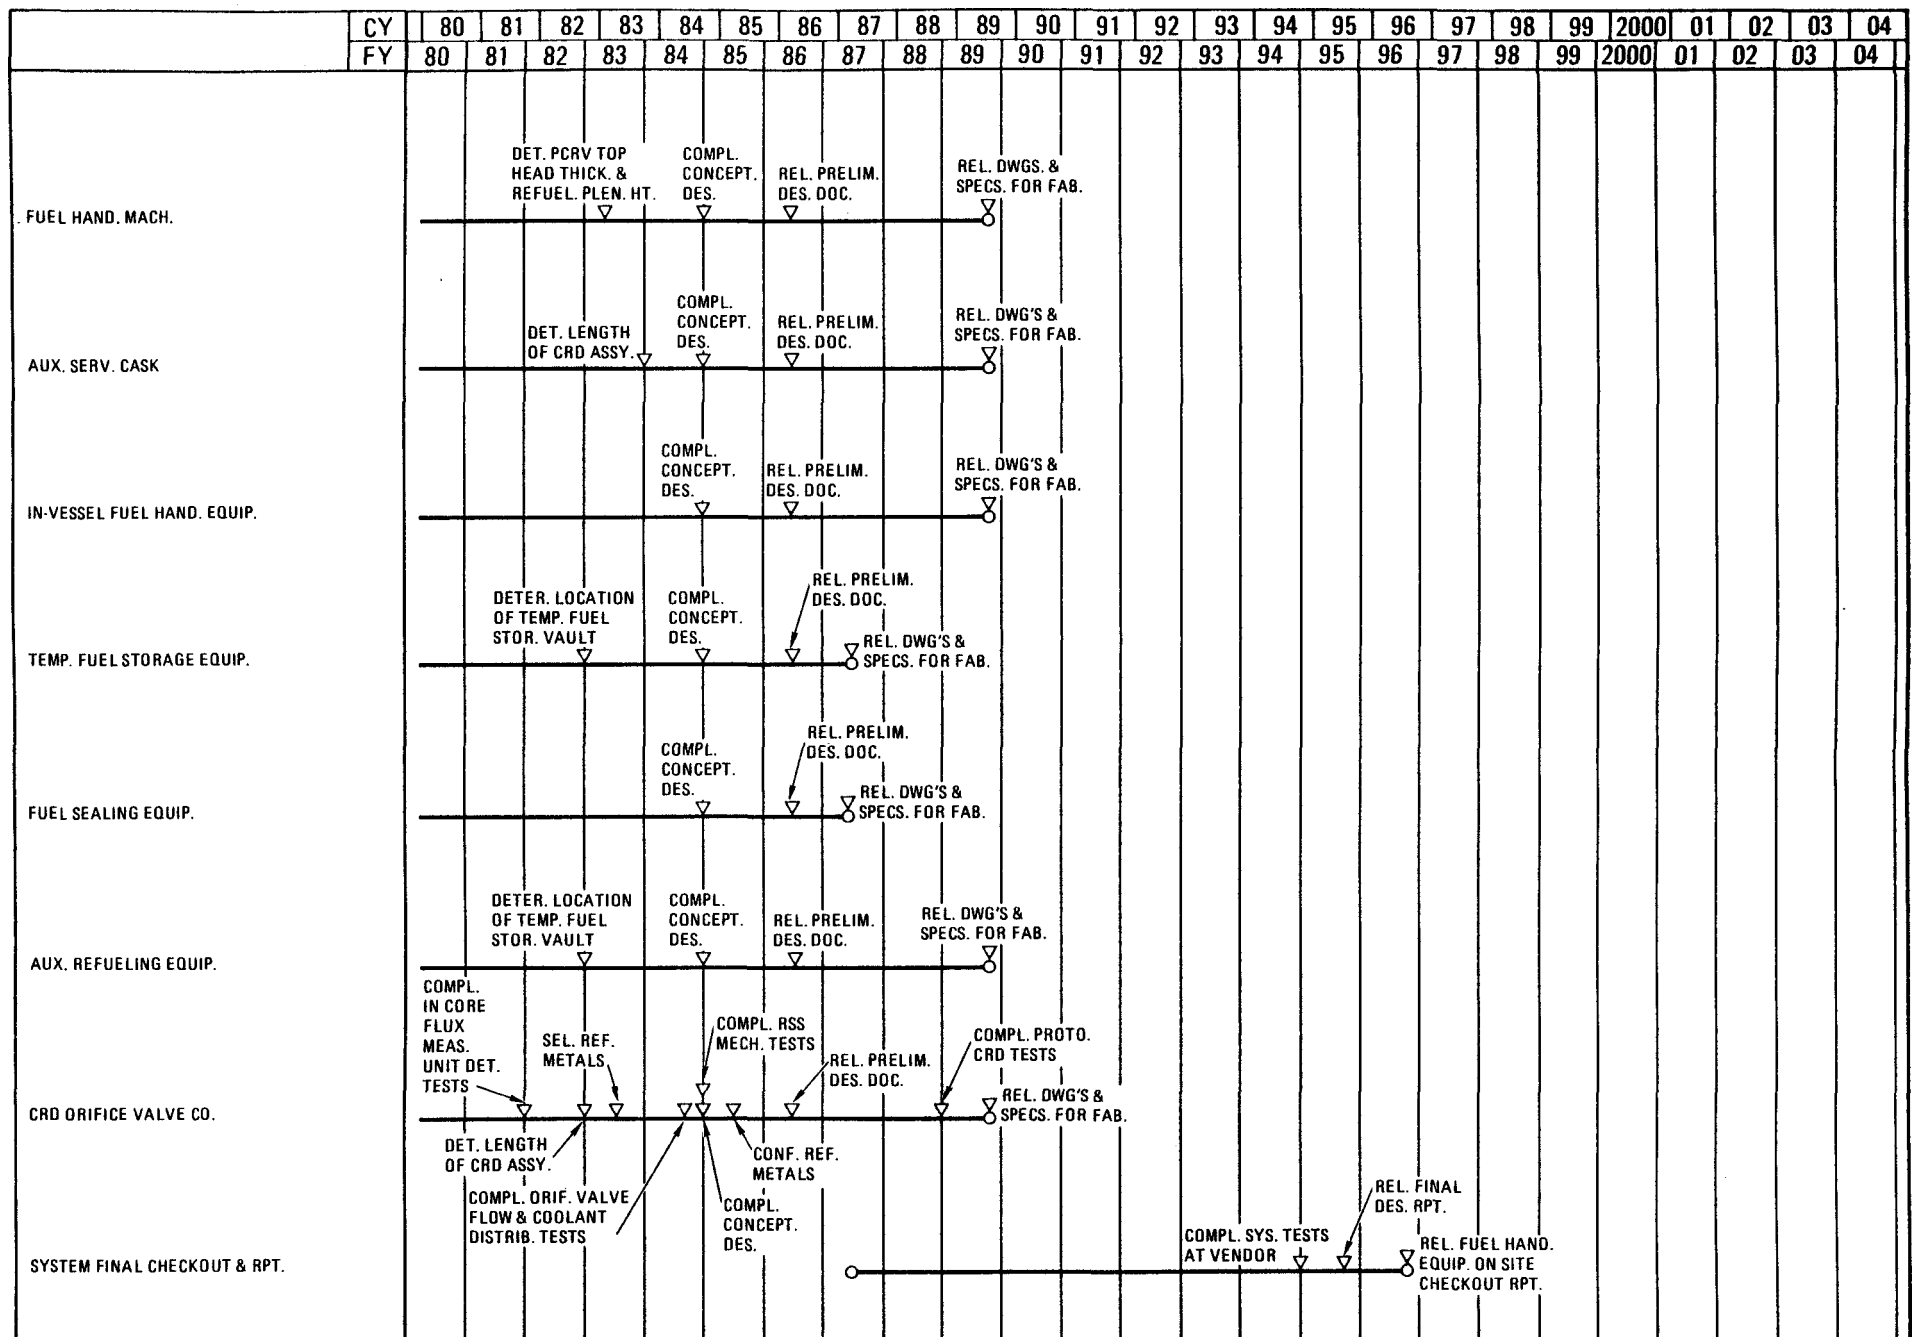 CY 80 81 82 83 84 85 86 87 88 89 90 91 92 93 94 95 96 97 98 99 2000 01 02 03 04
FY 80 81 82 83 84 85 86 87 88 89 90 91 92 93 94 95 96 97 98 99 2000 01 02 03 04
FUEL HAND. MACH.
DET. PCRV TOP
HEAD THICK. &
REFUEL. PLEN. HT.
COMPL.
CONCEPT.
DES.
REL. PRELIM.
DES. DOC.
REL. DWGS. &
SPECS. FOR FAB.
AUX. SERV. CASK
DET. LENGTH
OF CRD ASSY.
COMPL.
CONCEPT.
DES.
REL. PRELIM.
DES. DOC.
REL. DWG'S &
SPECS. FOR FAB.
IN-VESSEL FUEL HAND. EQUIP.
COMPL.
CONCEPT.
DES.
REL. PRELIM.
DES. DOC.
REL. DWG'S &
SPECS. FOR FAB.
TEMP. FUEL STORAGE EQUIP.
DETER. LOCATION
OF TEMP. FUEL
STOR. VAULT
COMPL.
CONCEPT.
DES.
REL. PRELIM.
DES. DOC.
REL. DWG'S &
SPECS. FOR FAB.
FUEL SEALING EQUIP.
COMPL.
CONCEPT.
DES.
REL. PRELIM.
DES. DOC.
REL. DWG'S &
SPECS. FOR FAB.
AUX. REFUELING EQUIP.
DETER. LOCATION
OF TEMP. FUEL
STOR. VAULT
COMPL.
CONCEPT.
DES.
REL. PRELIM.
DES. DOC.
REL. DWG'S &
SPECS. FOR FAB.
CRD ORIFICE VALVE CO.
COMPL.
IN CORE
FLUX
MEAS.
UNIT DET.
TESTS
SEL. REF.
METALS
COMPL. RSS
MECH. TESTS
REL. PRELIM.
DES. DOC.
COMPL. PROTO.
CRD TESTS
REL. DWG'S &
SPECS. FOR FAB.
DET. LENGTH
OF CRD ASSY.
COMPL. ORIF. VALVE
FLOW & COOLANT
DISTRIB. TESTS
COMPL.
CONCEPT.
DES.
CONF. REF.
METALS
SYSTEM FINAL CHECKOUT & RPT.
COMPL. SYS. TESTS
AT VENDOR
REL. FINAL
DES. RPT.
REL. FUEL HAND.
EQUIP. ON SITE
CHECKOUT RPT.